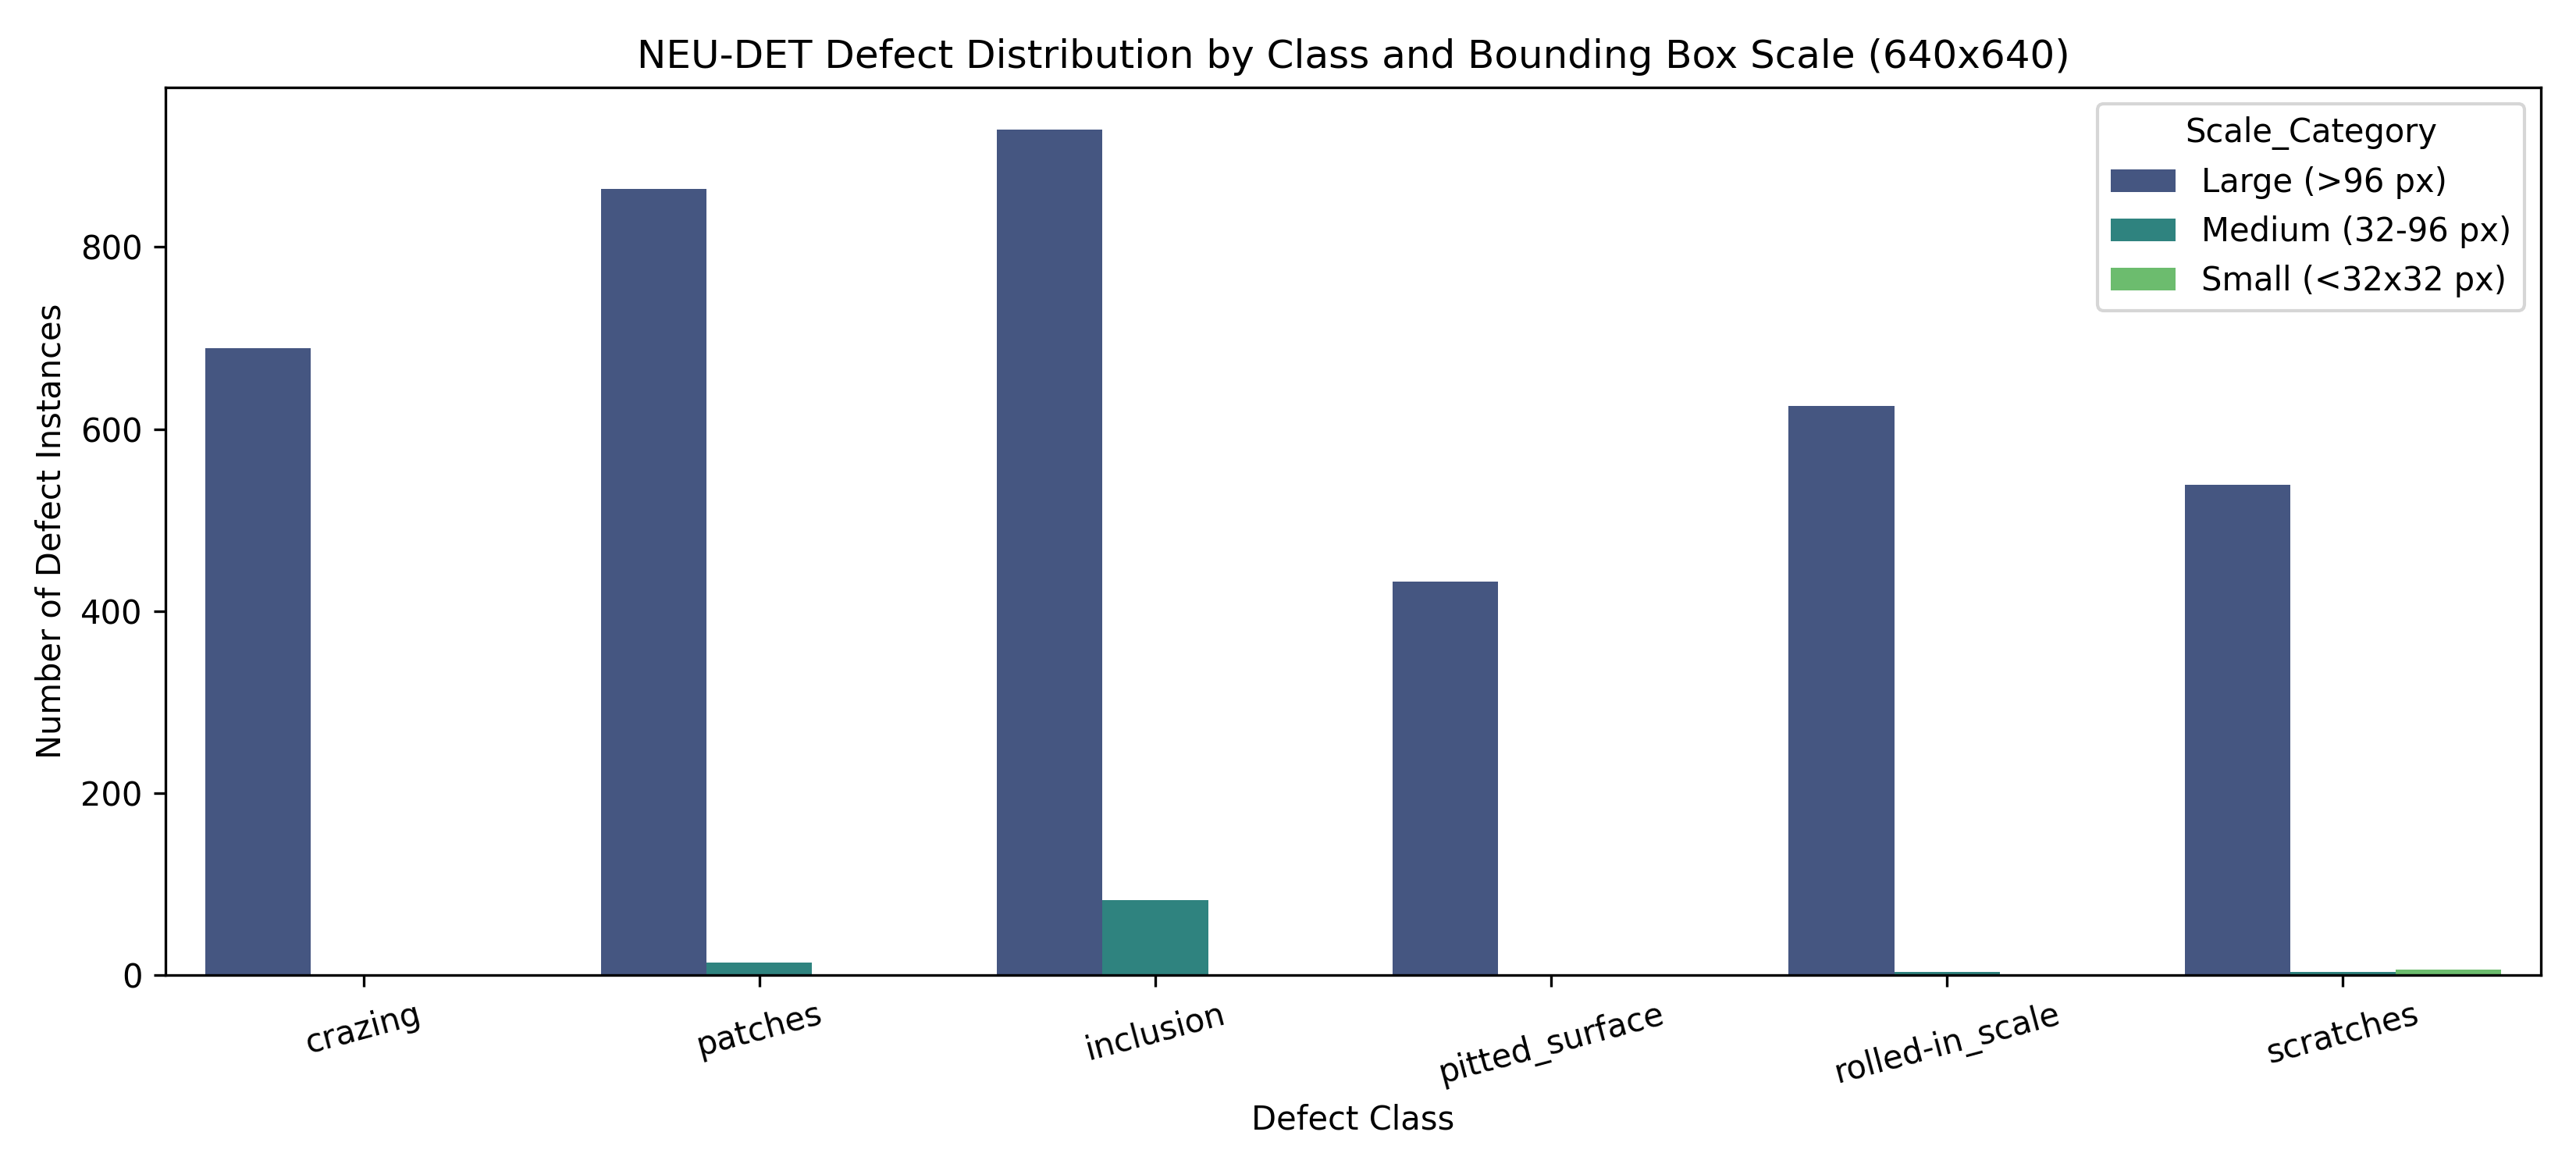 NEU-DET Defect Distribution by Class and Bounding Box Scale (640x640)
Scale_Category
Large (>96 px)
Medium (32-96 px)
Small (<32x32 px)
Number of Defect Instances
800
600
400
200
0
crazing
patches
inclusion
pitted_surface
rolled-in_scale
scratches
Defect Class